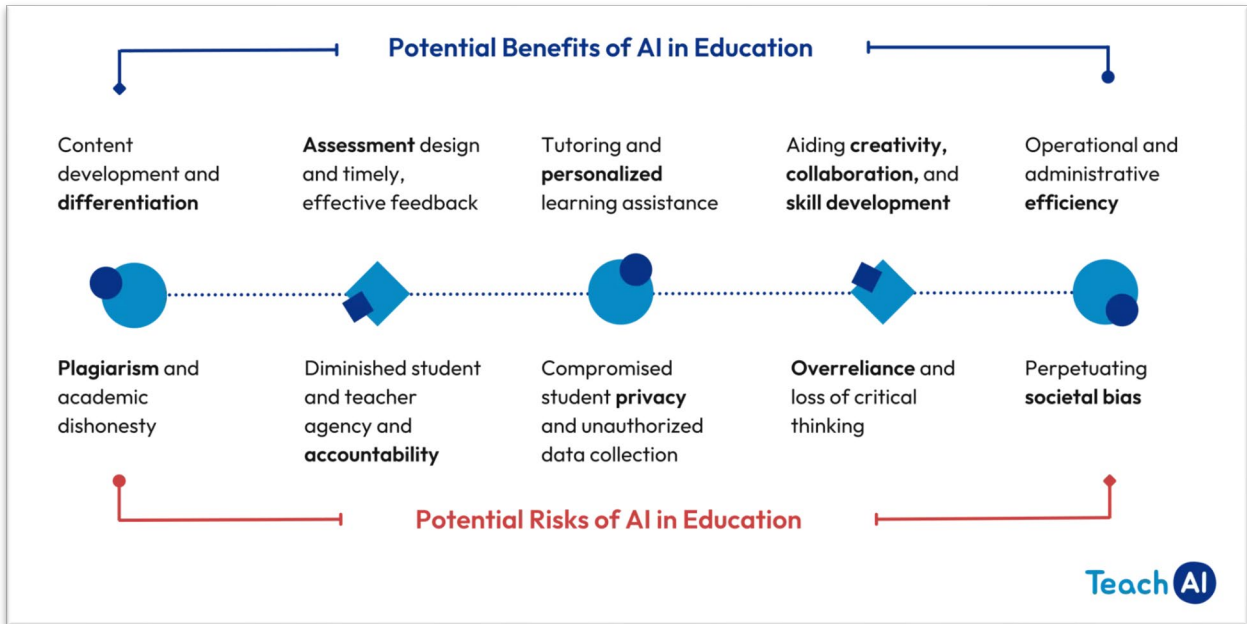 Potential Benefits of AI in Education
Content
development and
differentiation
Assessment design
and timely,
effective feedback
Tutoring and
personalized
learning assistance
Aiding creativity,
collaboration, and
skill development
Operational and
administrative
efficiency
Plagiarism and
academic
dishonesty
Diminished student
and teacher
agency and
accountability
Compromised
student privacy
and unauthorized
data collection
Overreliance and
loss of critical
thinking
Perpetuating
societal bias
Potential Risks of AI in Education
Teach AI